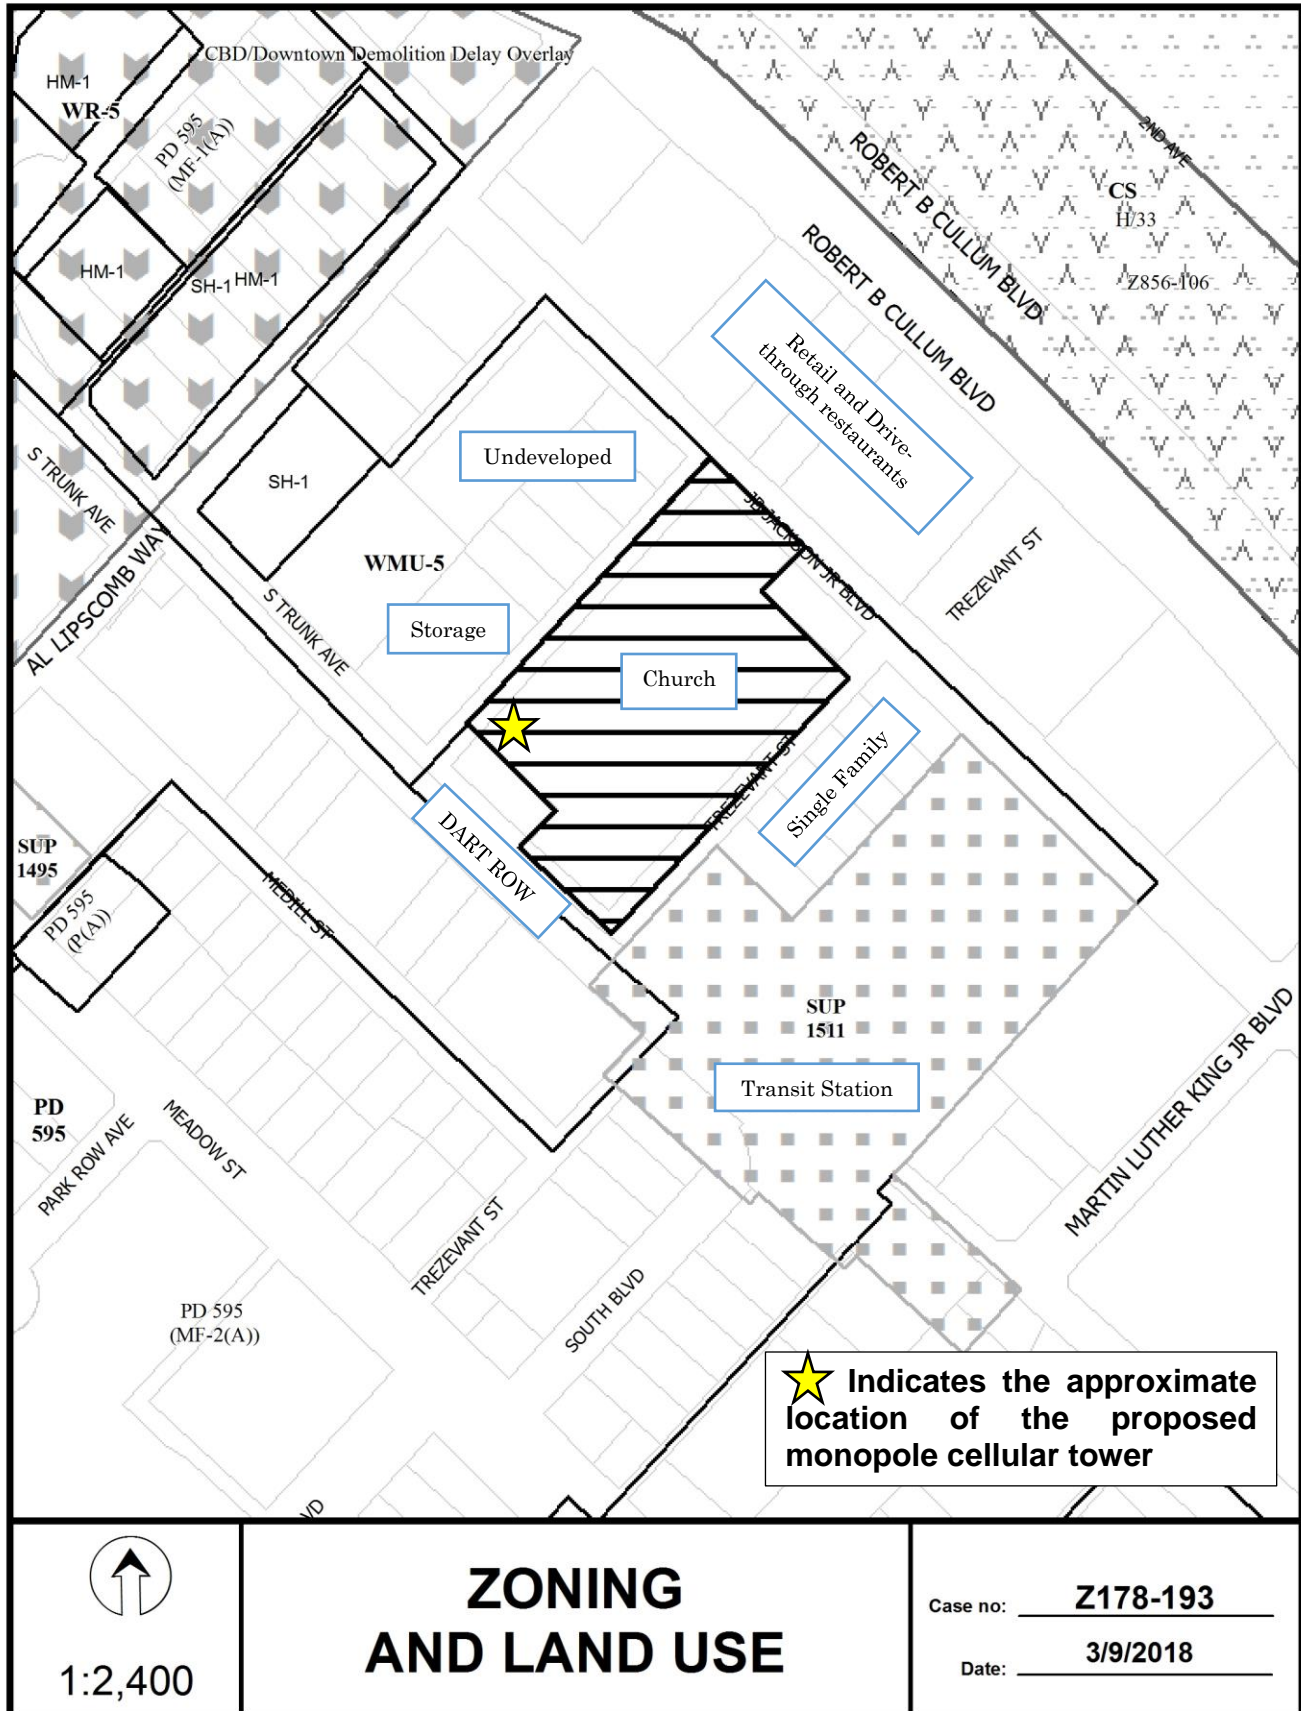 CBD/Downtown Demolition Delay Overlay
HM-1
WR-5
PD 595
(MF-1(A))
2ND AVE
ROBERT B CULLUM BLVD
CS
H/33
Z856-106
HM-1
SH-1
HM-1
ROBERT B CULLUM BLVD
Retail and Drive-
through restaurants
S TRUNK AVE
Undeveloped
SH-1
JB JACKSON JR BLVD
TREZEVANT ST
AL LIPSCOMB WAY
WMU-5
S TRUNK AVE
Storage
Church
TREZEVANT ST
Single Family
DART ROW
SUP
1495
PD 595
(P(A))
MEDILL ST
SUP
1511
Transit Station
MARTIN LUTHER KING JR BLVD
PD
595
PARK ROW AVE
MEADOW ST
TREZEVANT ST
SOUTH BLVD
PD 595
(MF-2(A))
VD
Indicates the approximate
location of the proposed
monopole cellular tower
1:2,400
ZONING
AND LAND USE
Case no: Z178-193
Date: 3/9/2018